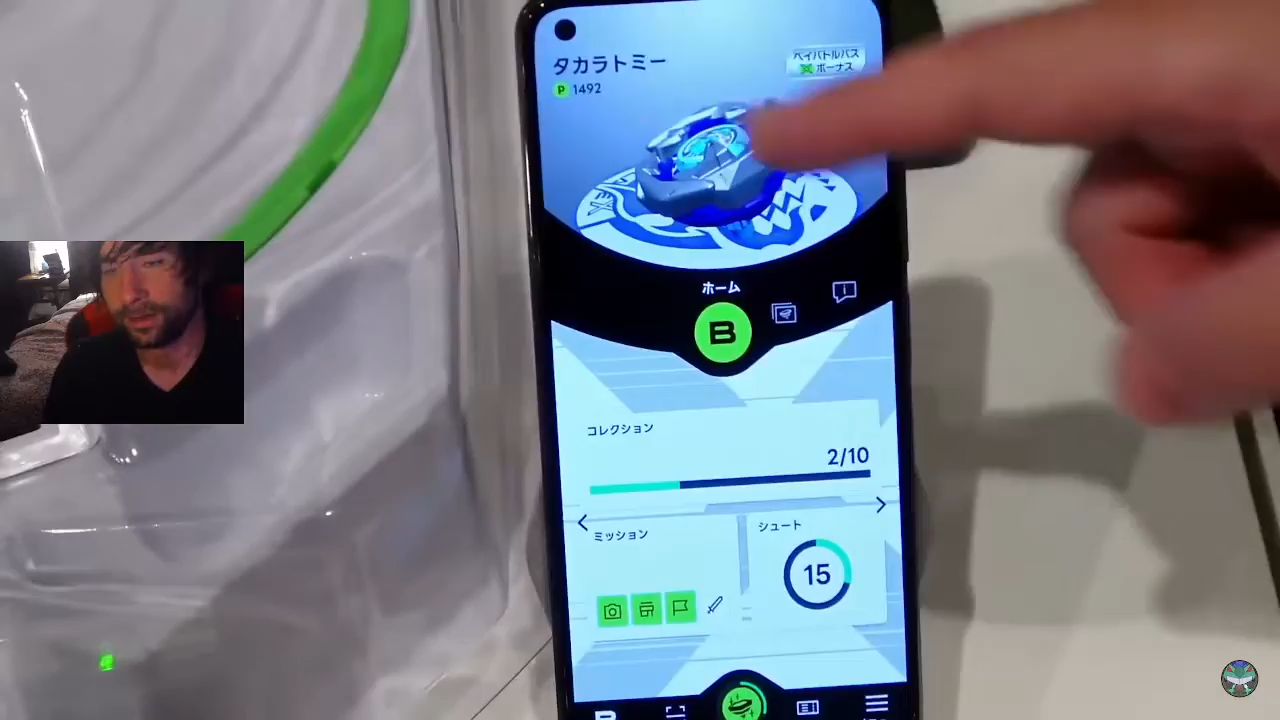 タカラトミー
P 1492
ベイバトルパス
X ボーナス
ホーム
B
コレクション
2/10
ミッション
シュート
15